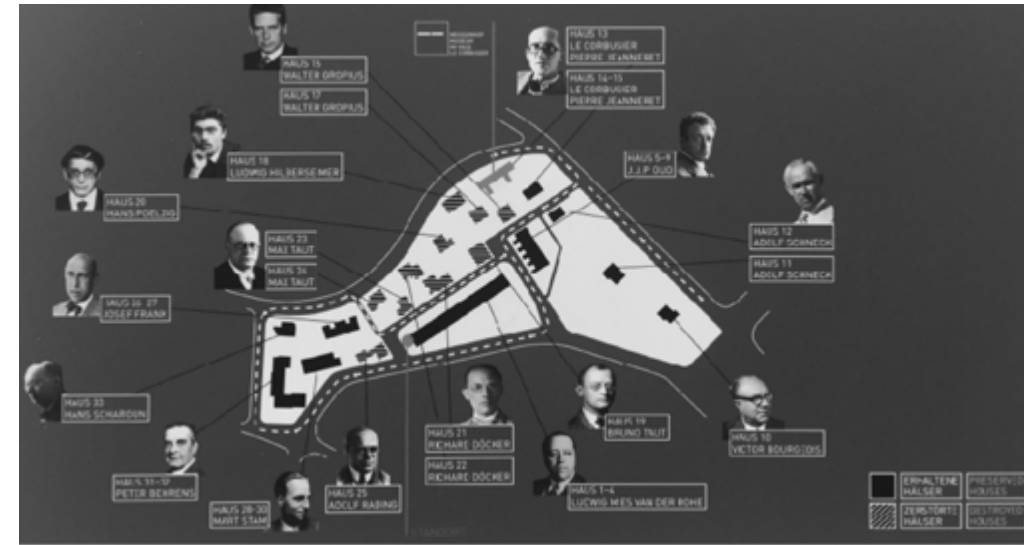 HAUS 13
LE CORBUSIER
PIERRE JEANNERET
HAUS 15
WALTER GROPIUS
HAUS 14-15
LE CORBUSIER
PIERRE JEANNERET
HAUS 17
WALTER GROPIUS
HAUS 18
LUDWIG HILBERSEIMER
HAUS 5-9
J.J.P OUD
HAUS 20
HANS POELZIG
HAUS 12
ADOLF SCHNECK
HAUS 23
MAX TAUT
HAUS 11
ADOLF SCHNECK
HAUS 24
MAX TAUT
HAUS 26-27
JOSEF FRANK
HAUS 33
HANS SCHAROUN
HAUS 19
BRUNO TAUT
HAUS 21
RICHARD DÖCKER
HAUS 10
VICTOR BOURGEOIS
HAUS 22
RICHARD DÖCKER
HAUS 31-32
PETER BEHRENS
HAUS 25
ADOLF RADING
HAUS 1-4
LUDWIG MIES VAN DER ROHE
HAUS 28-30
MART STAM
ERHALTENE
HÄUSER
PRESERVED
HOUSES
ZERSTÖRTE
HÄUSER
DESTROYED
HOUSES
STANDORT